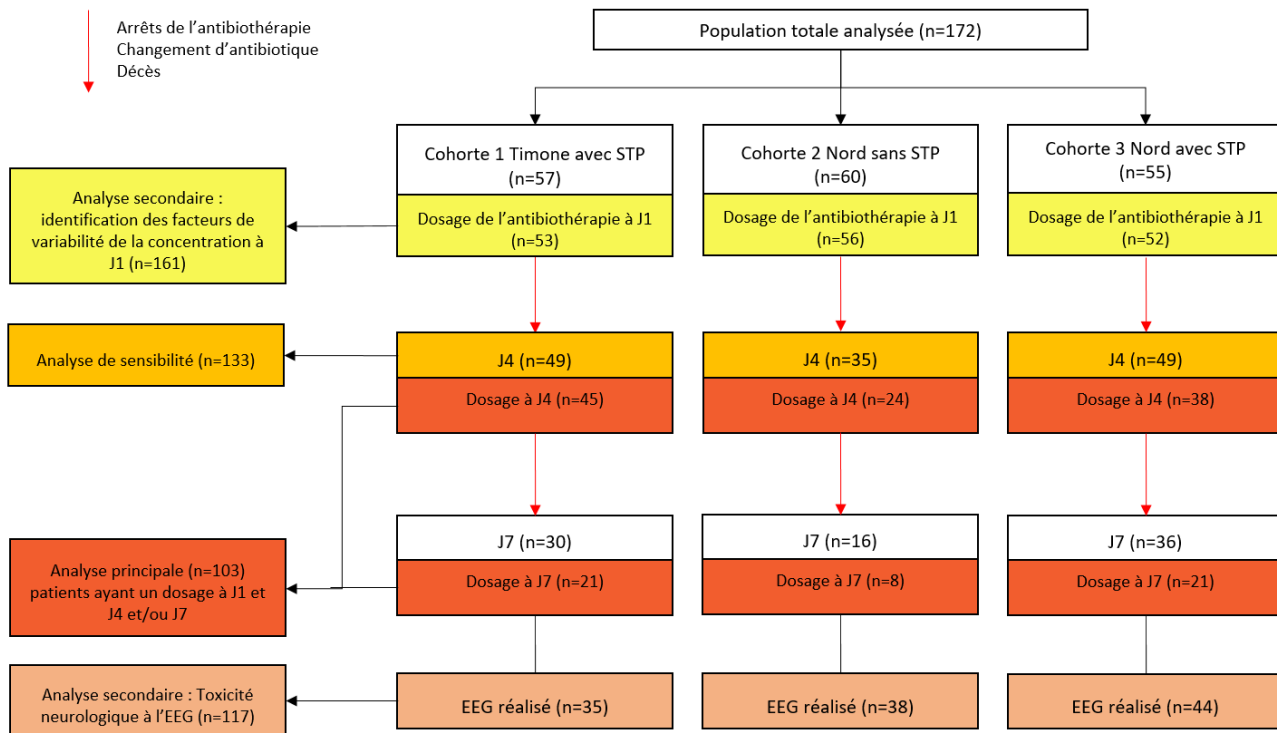 Arrêts de l'antibiothérapie
Changement d'antibiotique
Décès
Population totale analysée (n=172)
Cohorte 1 Timone avec STP
(n=57)
Cohorte 2 Nord sans STP
(n=60)
Cohorte 3 Nord avec STP
(n=55)
Analyse secondaire :
identification des facteurs de
variabilité de la concentration à
J1 (n=161)
Dosage de l'antibiothérapie à J1
(n=53)
Dosage de l'antibiothérapie à J1
(n=56)
Dosage de l'antibiothérapie à J1
(n=52)
Analyse de sensibilité (n=133)
J4 (n=49)
J4 (n=35)
J4 (n=49)
Dosage à J4 (n=45)
Dosage à J4 (n=24)
Dosage à J4 (n=38)
Analyse principale (n=103)
patients ayant un dosage à J1 et
J4 et/ou J7
J7 (n=30)
J7 (n=16)
J7 (n=36)
Dosage à J7 (n=21)
Dosage à J7 (n=8)
Dosage à J7 (n=21)
Analyse secondaire : Toxicité
neurologique à l'EEG (n=117)
EEG réalisé (n=35)
EEG réalisé (n=38)
EEG réalisé (n=44)